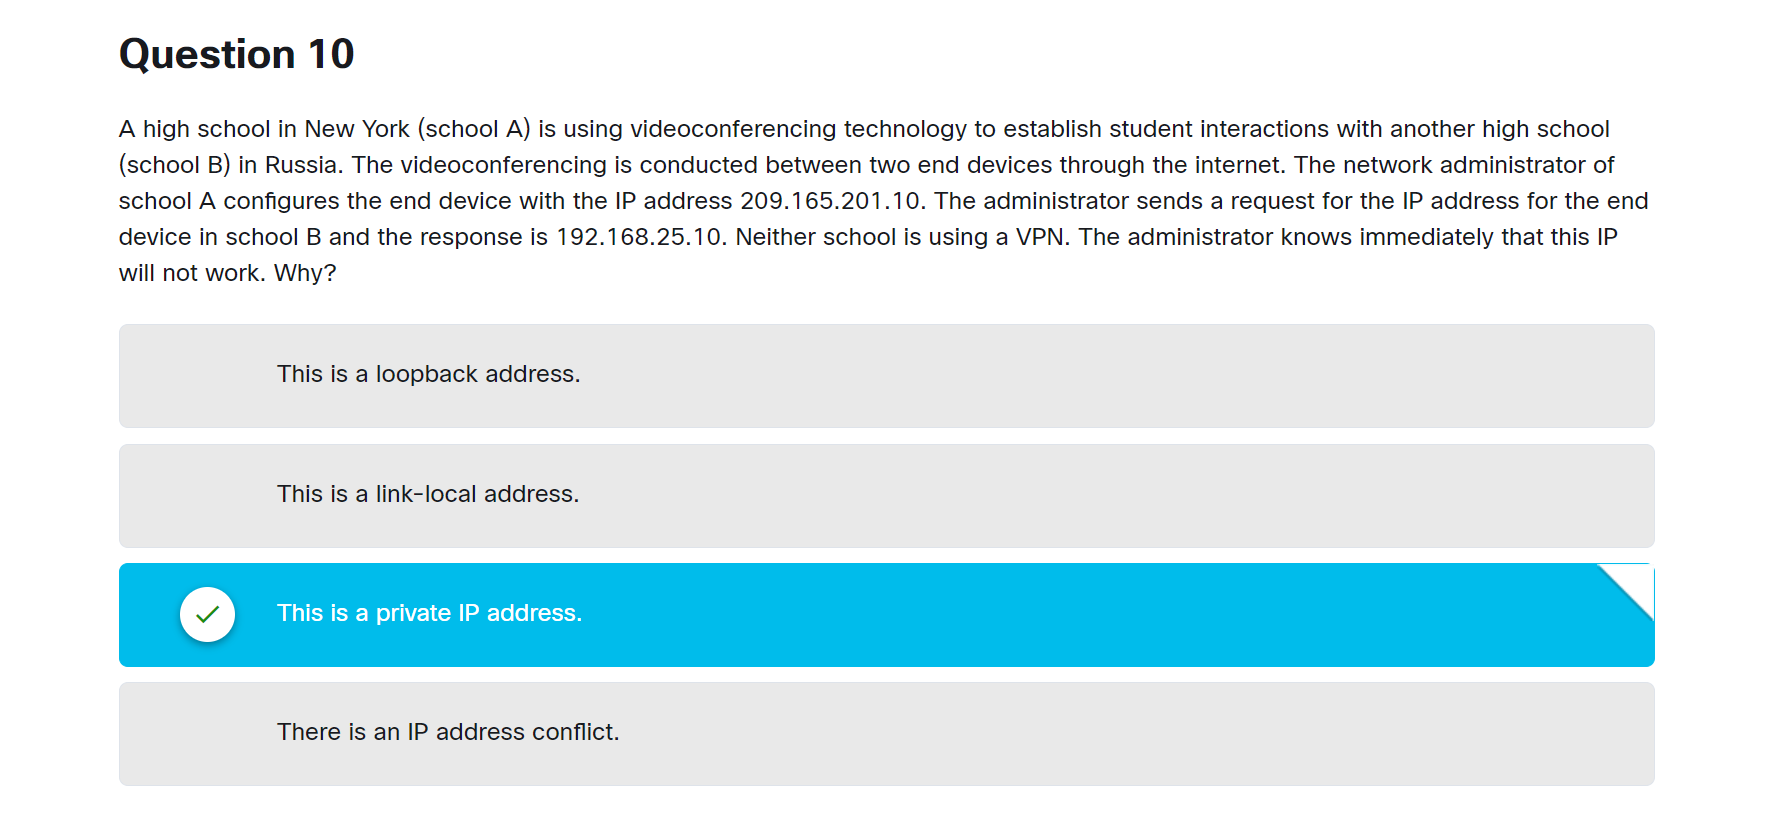 Question 10
A high school in New York (school A) is using videoconferencing technology to establish student interactions with another high school
(school B) in Russia. The videoconferencing is conducted between two end devices through the internet. The network administrator of
school A configures the end device with the IP address 209.165.201.10. The administrator sends a request for the IP address for the end
device in school B and the response is 192.168.25.10. Neither school is using a VPN. The administrator knows immediately that this IP
will not work. Why?
This is a loopback address.
This is a link-local address.
This is a private IP address.
There is an IP address conflict.